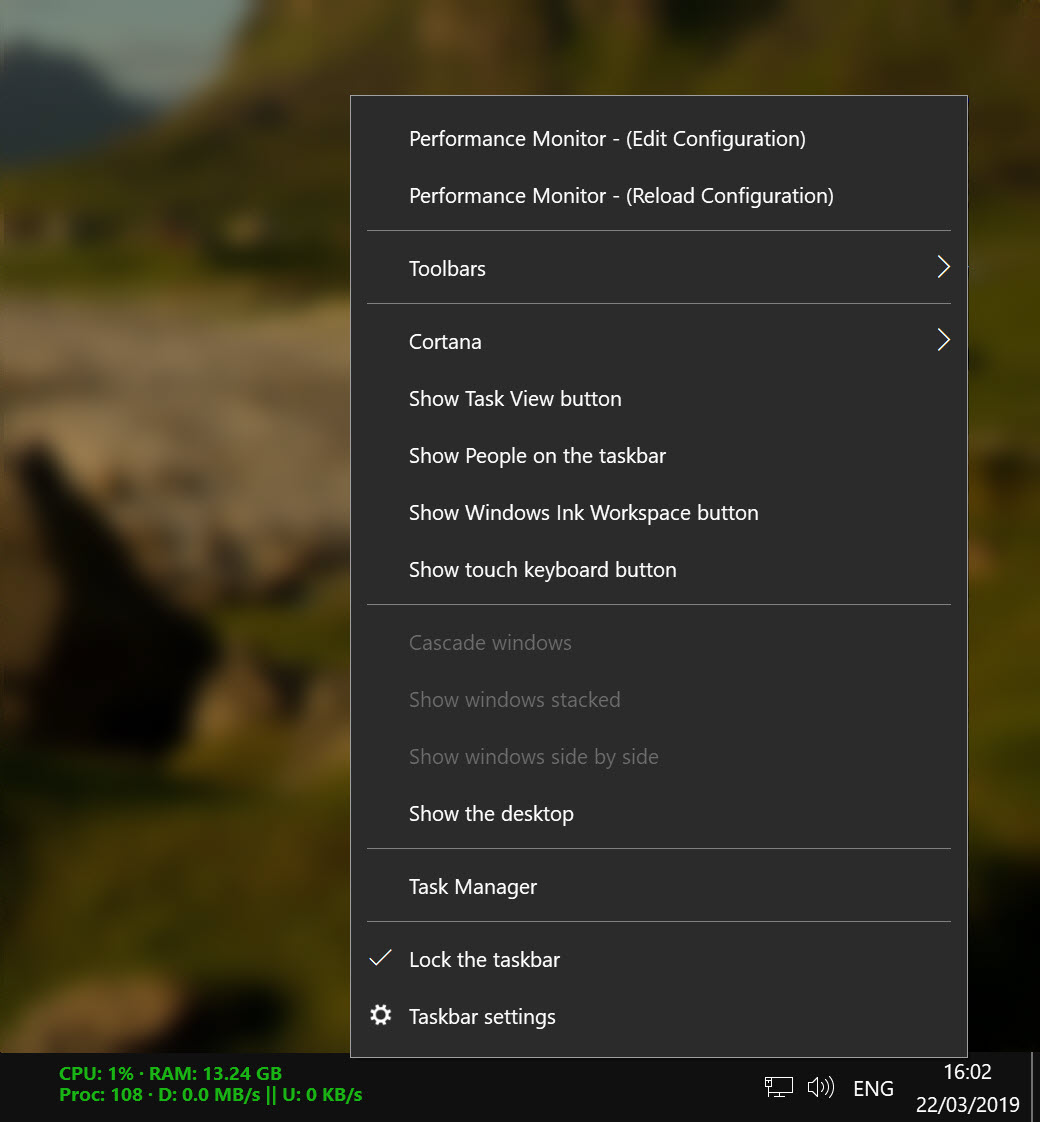 Performance Monitor - (Edit Configuration)
Performance Monitor - (Reload Configuration)
Toolbars
Cortana
Show Task View button
Show People on the taskbar
Show Windows Ink Workspace button
Show touch keyboard button
Cascade windows
Show windows stacked
Show windows side by side
Show the desktop
Task Manager
Lock the taskbar
Taskbar settings
CPU: 1% · RAM: 13.24 GB
Proc: 108 · D: 0.0 MB/s || U: 0 KB/s
ENG
16:02
22/03/2019